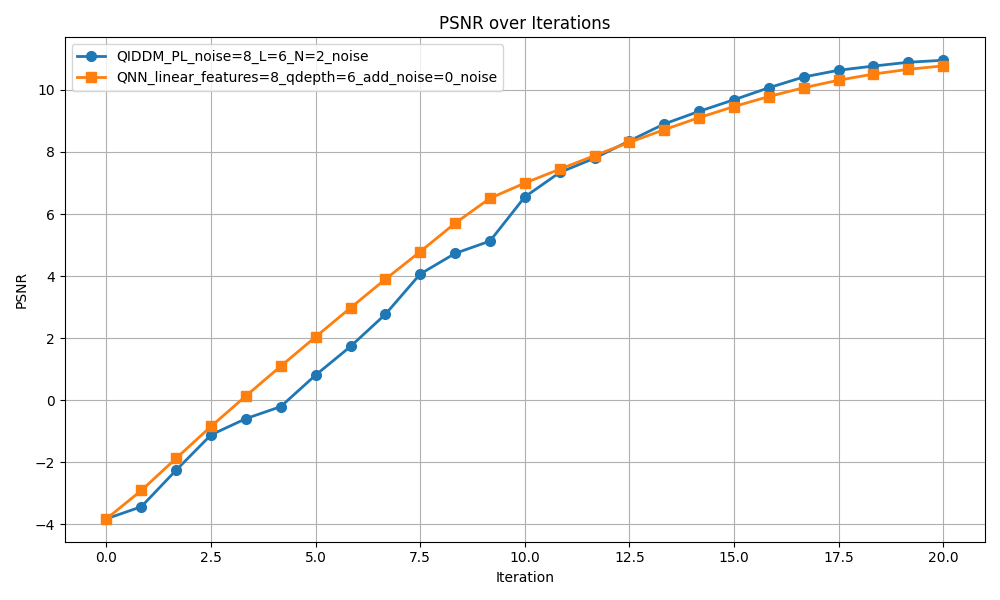 PSNR over Iterations
QIDDM_PL_noise=8_L=6_N=2_noise
QNN_linear_features=8_qdepth=6_add_noise=0_noise
PSNR
10
8
6
4
2
0
−2
−4
0.0 2.5 5.0 7.5 10.0 12.5 15.0 17.5 20.0
Iteration